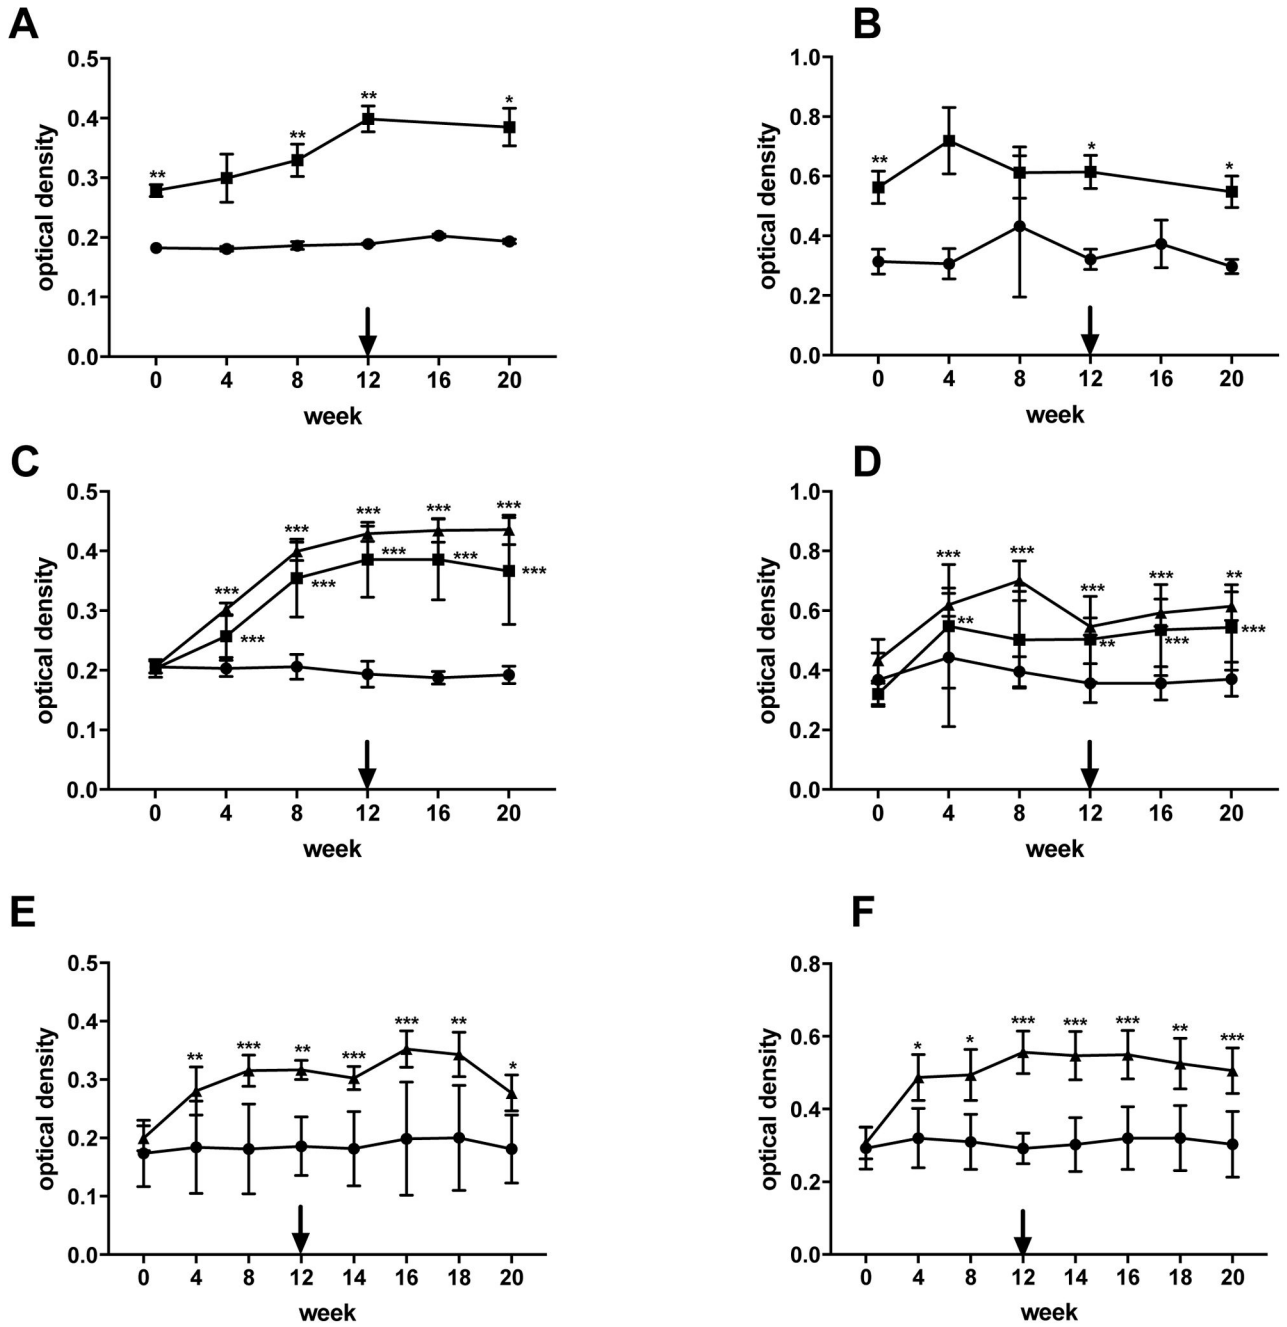 A
B
optical density
0.5
0.4
0.3
0.2
0.1
0.0
** ** ** *
0 4 8 12 16 20
week
optical density
1.0
0.8
0.6
0.4
0.2
0.0
** * *
0 4 8 12 16 20
week
C
D
optical density
0.5
0.4
0.3
0.2
0.1
0.0
*** *** *** *** ***
*** *** *** *** ***
0 4 8 12 16 20
week
optical density
1.0
0.8
0.6
0.4
0.2
0.0
*** *** *** *** **
** ** *** ***
0 4 8 12 16 20
week
E
F
optical density
0.5
0.4
0.3
0.2
0.1
0.0
** *** ** *** *** ** *
0 4 8 12 14 16 18 20
week
optical density
0.8
0.6
0.4
0.2
0.0
* * *** *** *** ** ***
0 4 8 12 14 16 18 20
week